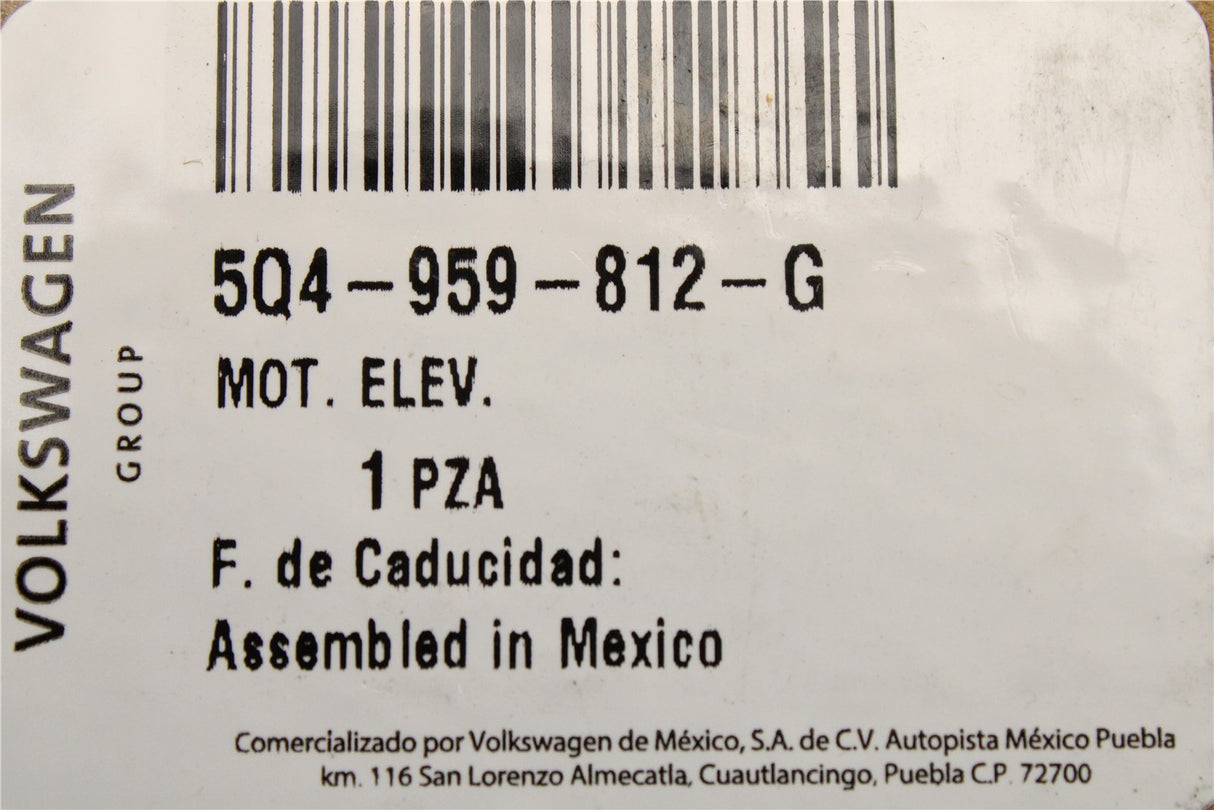 VOLKSWAGEN
GROUP
5Q4-959-812-G
MOT. ELEV.
1 PZA
F. de Caducidad:
Assembled in Mexico
Comercializado por Volkswagen de México, S.A. de C.V. Autopista México Puebla
km. 116 San Lorenzo Almecatla, Cuautlancingo, Puebla C.P. 72700